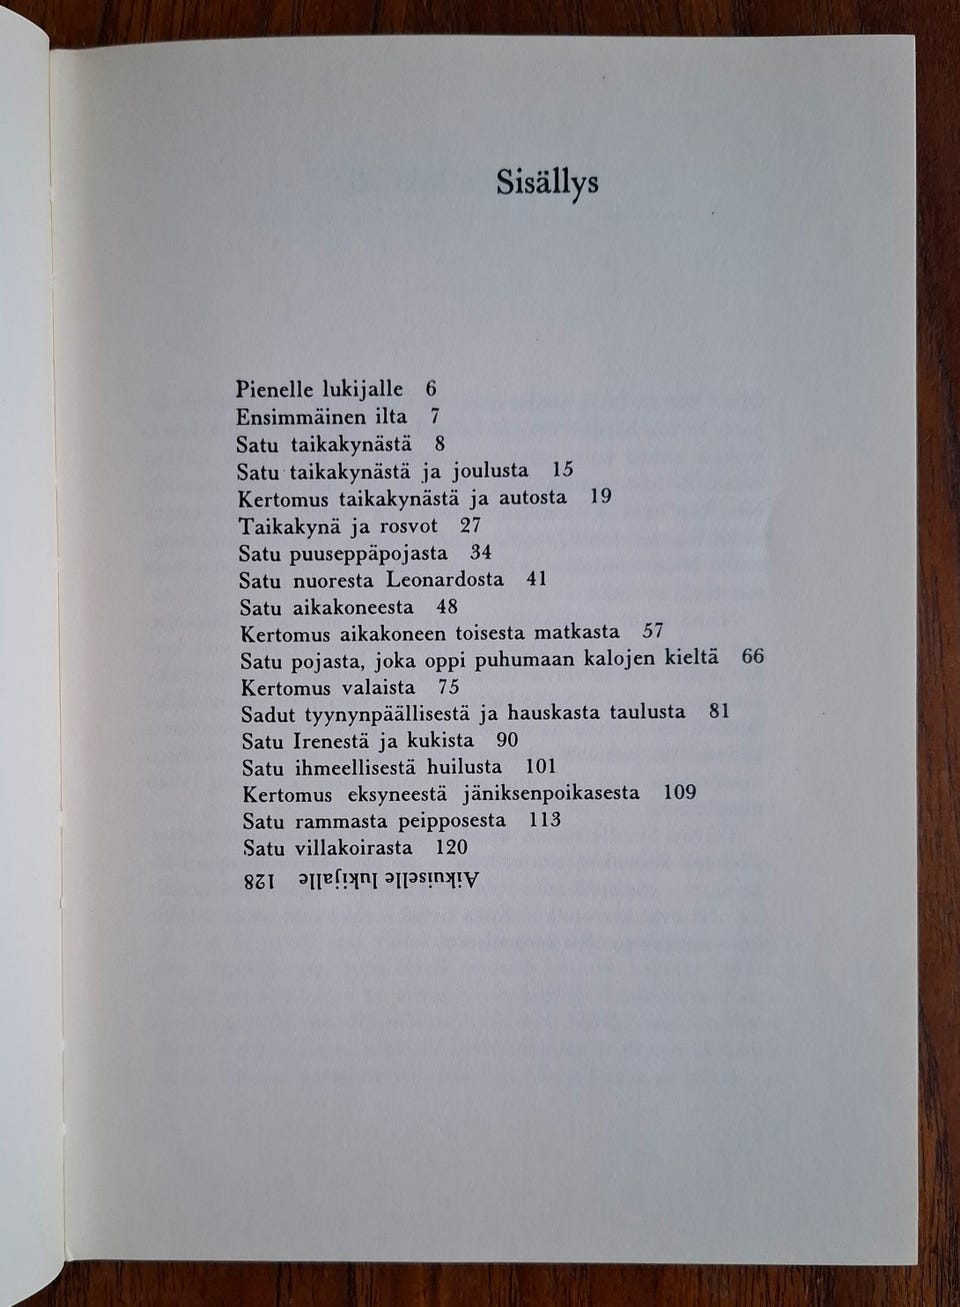 Sisällys
Pienelle lukijalle 6
Ensimmäinen ilta 7
Satu taikakynästä 8
Satu taikakynästä ja joulusta 15
Kertomus taikakynästä ja autosta 19
Taikakynä ja rosvot 27
Satu puuseppäpojasta 34
Satu nuoresta Leonardosta 41
Satu aikakoneesta 48
Kertomus aikakoneen toisesta matkasta 57
Satu pojasta, joka oppi puhumaan kalojen kieltä 66
Kertomus valaista 75
Sadut tyynynpäällisestä ja hauskasta taulusta 81
Satu Irenestä ja kukista 90
Satu ihmeellisestä huilusta 101
Kertomus eksyneestä jäniksenpoikasesta 109
Satu rammasta peipposesta 113
Satu villakoirasta 120
Aikuiselle lukijalle 128